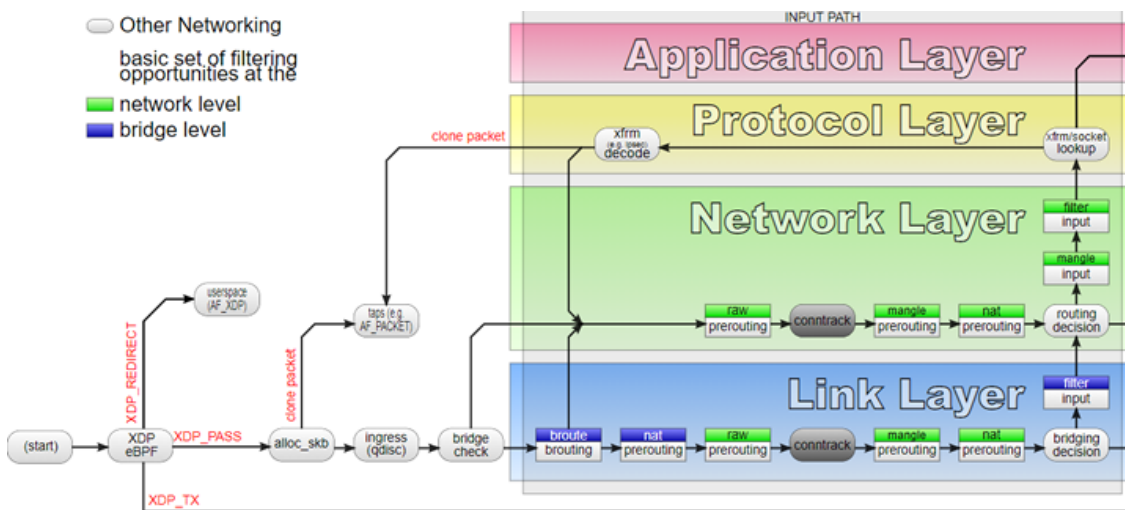 INPUT PATH
Other Networking
basic set of filtering
opportunities at the
network level
bridge level
Application Layer
Protocol Layer
clone packet
xfrm
(e.g. ipsec)
decode
xfrm/socket
lookup
Network Layer
filter
input
mangle
input
userspace
(AF_XDP)
taps (e.g.
AF_PACKET)
raw
prerouting
conntrack
mangle
prerouting
nat
prerouting
routing
decision
XDP_REDIRECT
clone packet
Link Layer
filter
input
(start)
XDP
eBPF
XDP_PASS
alloc_skb
ingress
(qdisc)
bridge
check
broute
brouting
nat
prerouting
raw
prerouting
conntrack
mangle
prerouting
nat
prerouting
bridging
decision
XDP_TX